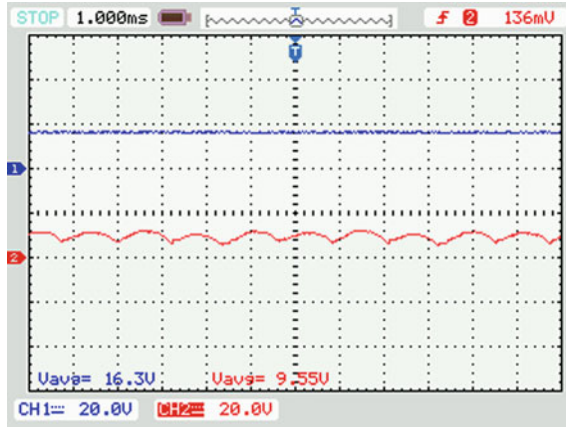 STOP 1.000ms T f 2 136mV
T
1
2
Vavg= 16.3V Vavg= 9.55V
CH1 20.0V CH2 20.0V